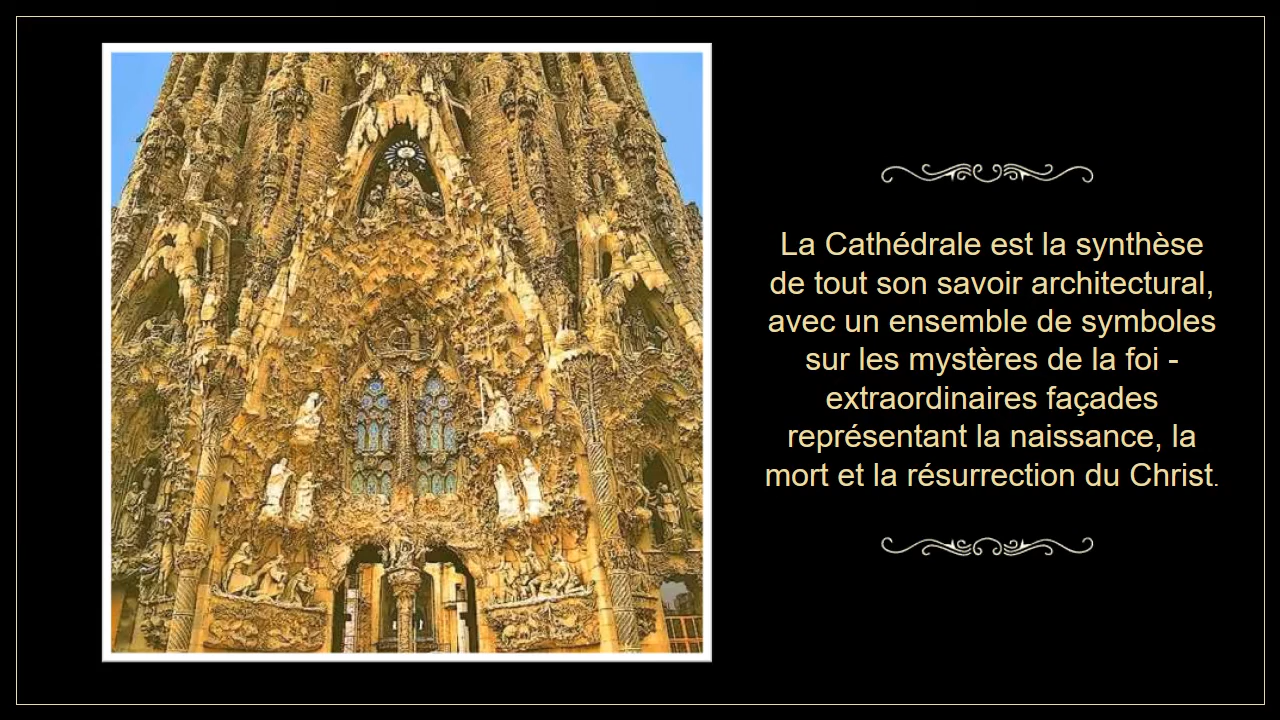 La Cathédrale est la synthèse
de tout son savoir architectural,
avec un ensemble de symboles
sur les mystères de la foi -
extraordinaires façades
représentant la naissance, la
mort et la résurrection du Christ.